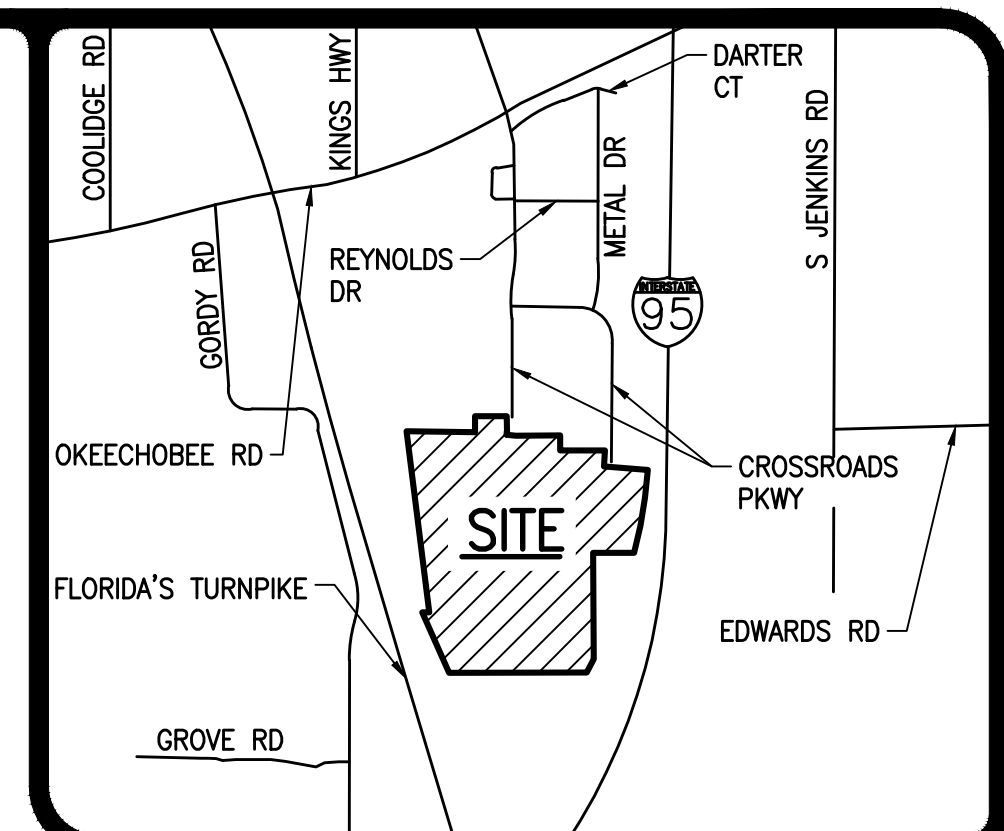 COOLIDGE RD
KINGS HWY
DARTER
CT
METAL DR
S JENKINS RD
GORDY RD
REYNOLDS
DR
INTERSTATE
95
OKEECHOBEE RD
CROSSROADS
PKWY
SITE
FLORIDA'S TURNPIKE
EDWARDS RD
GROVE RD